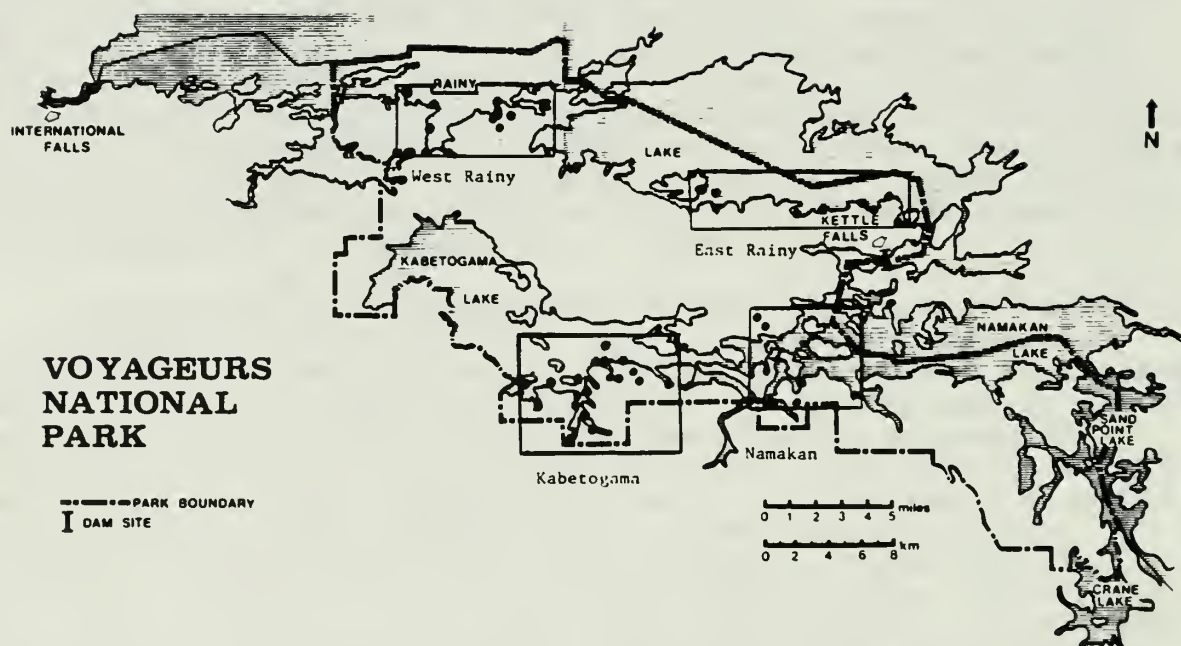 RAINY
INTERNATIONAL
FALLS
N
LAKE
West Rainy
KETTLE
FALLS
East Rainy
KABETOGAMA
LAKE
NAMAKAN
LAKE
VOYAGEURS
NATIONAL
PARK
SAND
POINT
LAKE
Namakan
Kabetogama
PARK BOUNDARY
DAM SITE
0 1 2 3 4 5 miles
0 2 4 6 8 km
CRANE
LAKE